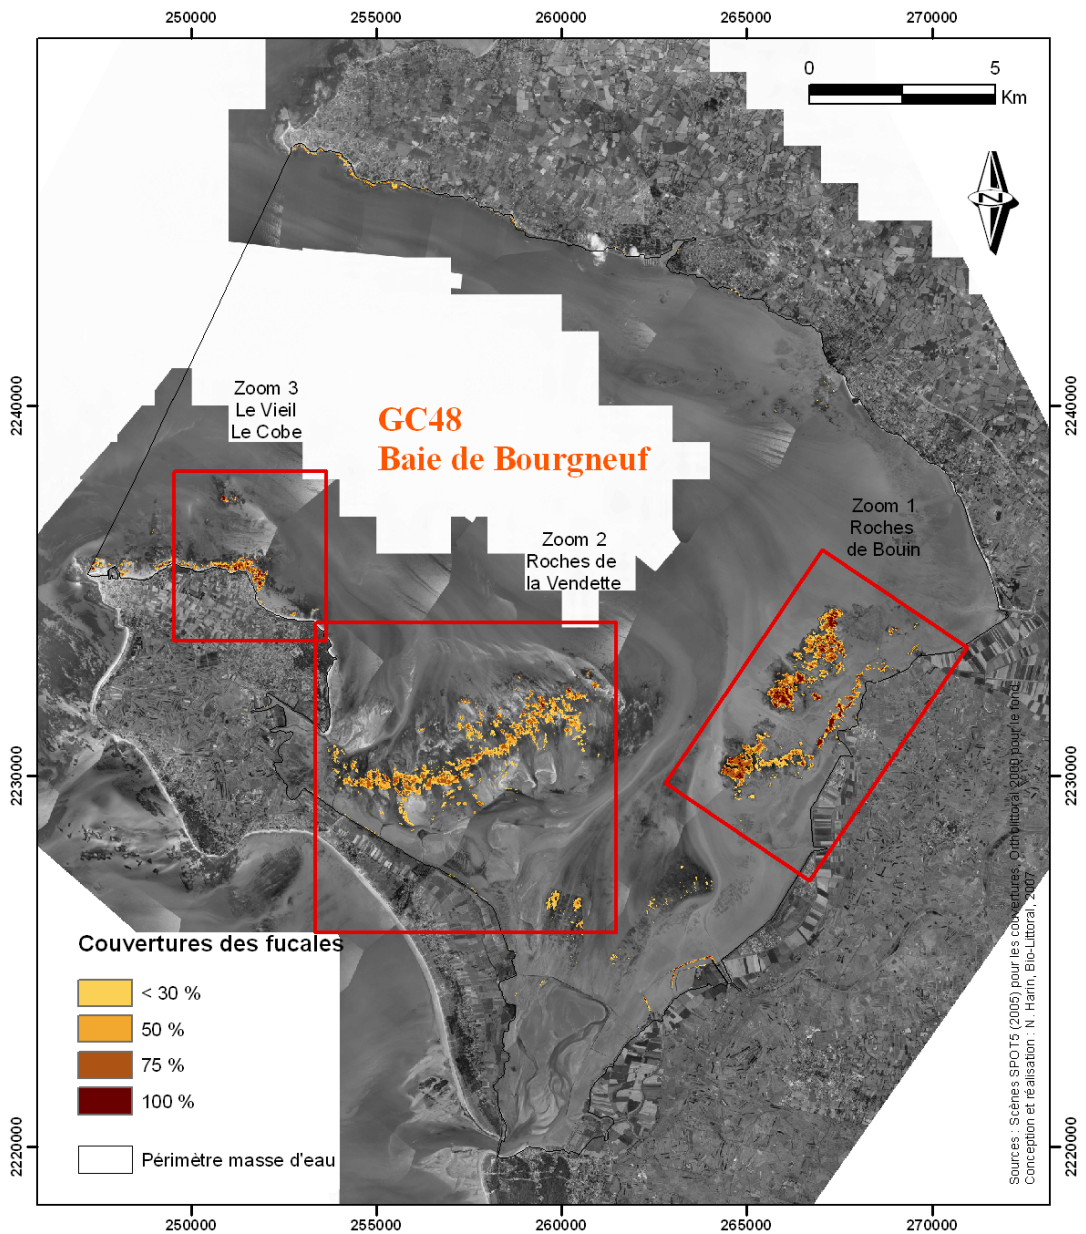 250000
255000
260000
265000
270000
0
5
Km
N
2240000
2240000
Zoom 3
Le Vieil
Le Cobe
GC48
Baie de Bourgneuf
Zoom 1
Roches
de Bouin
Zoom 2
Roches de
la Vendette
2230000
2230000
Couvertures des fucales
< 30 %
50 %
75 %
100 %
Périmètre masse d'eau
Sources : Scènes SPOT5 (2005) pour les couvertures, Ortholittoral 2000 pour le fond
Conception et réalisation : N. Harin, Bio-Littoral, 2007
2220000
2220000
250000
255000
260000
265000
270000